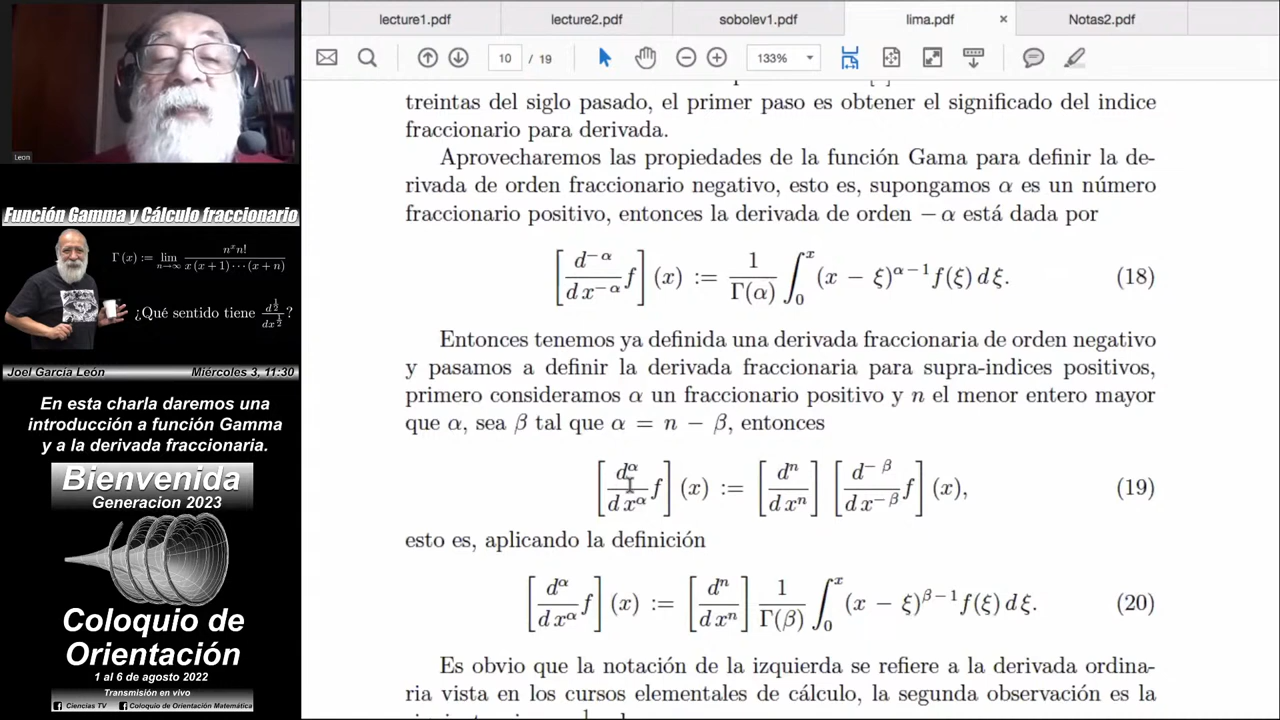 lecture1.pdf
lecture2.pdf
sobolev1.pdf
lima.pdf
×
Notas2.pdf
10 / 19
133%
Leon
Función Gamma y Cálculo fraccionario
Γ (x) := lim n→∞ n^x n! / x (x + 1) ⋯ (x + n)
¿Qué sentido tiene d^{1/2} / dx^{1/2} ?
Joel García León
Miércoles 3, 11:30
En esta charla daremos una
introducción a función Gamma
y a la derivada fraccionaria.
Bienvenida
Generacion 2023
Coloquio de
Orientación
1 al 6 de agosto 2022
Transmisión en vivo
Ciencias TV
Coloquio de Orientación Matemática
treintas del siglo pasado, el primer paso es obtener el significado del indice
fraccionario para derivada.
Aprovecharemos las propiedades de la función Gama para definir la de-
rivada de orden fraccionario negativo, esto es, supongamos α es un número
fraccionario positivo, entonces la derivada de orden −α está dada por
[d^{−α} / d x^{−α} f] (x) := 1 / Γ(α) ∫_0^x (x − ξ)^{α−1} f(ξ) d ξ. (18)
Entonces tenemos ya definida una derivada fraccionaria de orden negativo
y pasamos a definir la derivada fraccionaria para supra-indices positivos,
primero consideramos α un fraccionario positivo y n el menor entero mayor
que α, sea β tal que α = n − β, entonces
[d^α / d x^α f] (x) := [d^n / d x^n] [d^{−β} / d x^{−β} f] (x), (19)
esto es, aplicando la definición
[d^α / d x^α f] (x) := [d^n / d x^n] 1 / Γ(β) ∫_0^x (x − ξ)^{β−1} f(ξ) d ξ. (20)
Es obvio que la notación de la izquierda se refiere a la derivada ordina-
ria vista en los cursos elementales de cálculo, la segunda observación es la